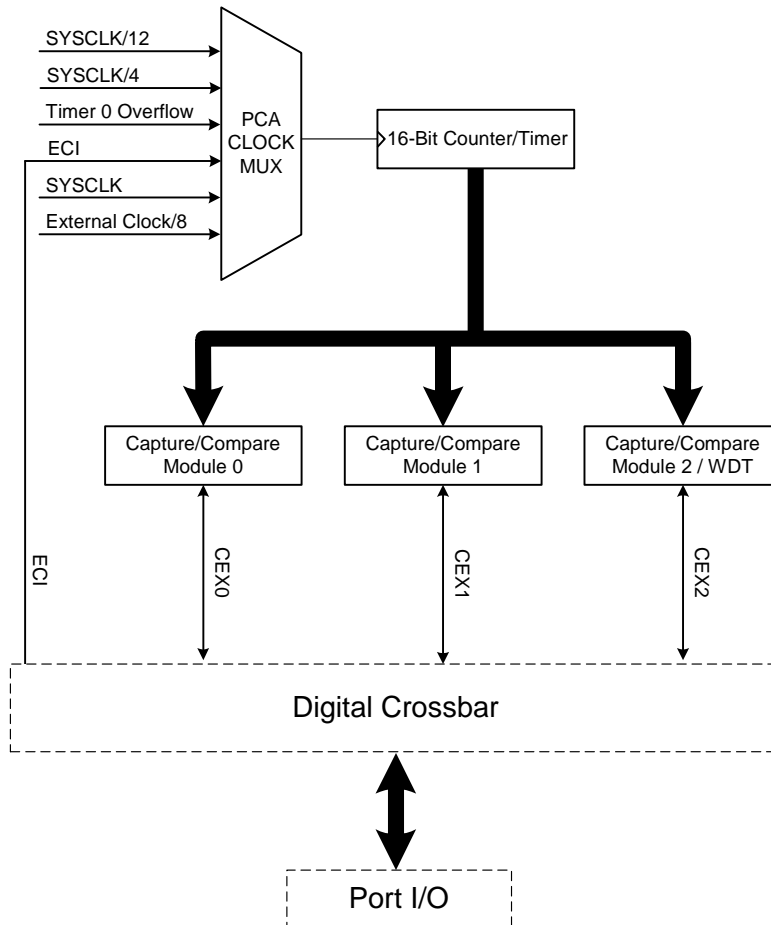 SYSCLK/12
SYSCLK/4
Timer 0 Overflow
ECI
SYSCLK
External Clock/8
PCA
CLOCK
MUX
16-Bit Counter/Timer
Capture/Compare
Module 0
Capture/Compare
Module 1
Capture/Compare
Module 2 / WDT
ECI
CEX0
CEX1
CEX2
Digital Crossbar
Port I/O